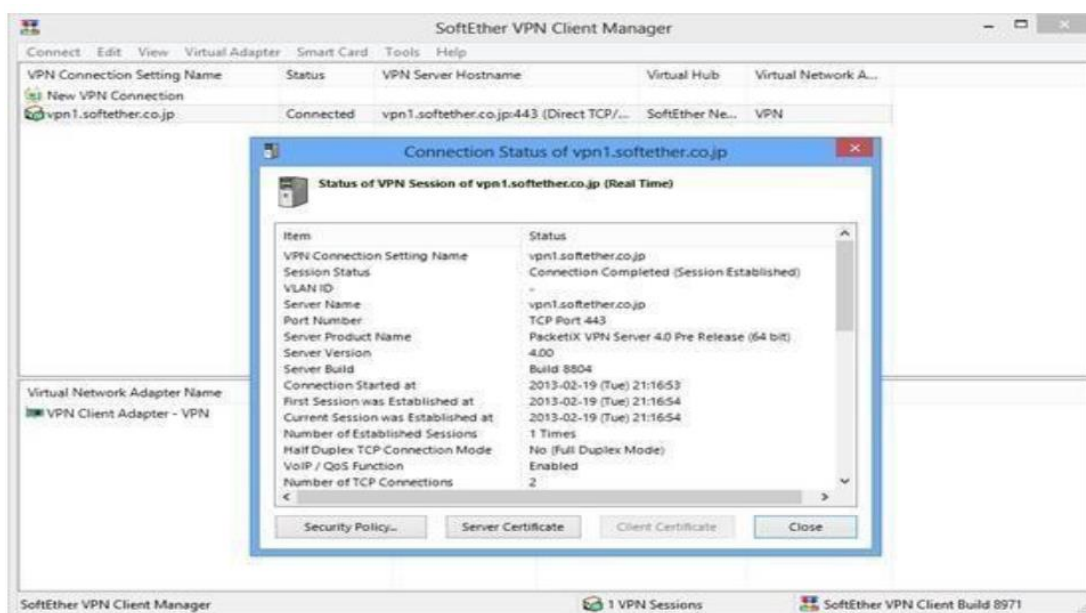 SoftEther VPN Client Manager
Connect Edit View Virtual Adapter Smart Card Tools Help
VPN Connection Setting Name Status VPN Server Hostname Virtual Hub Virtual Network A...
New VPN Connection
vpn1.softether.co.jp Connected vpn1.softether.co.jp:443 (Direct TCP/... SoftEther Ne... VPN
Connection Status of vpn1.softether.co.jp
Status of VPN Session of vpn1.softether.co.jp (Real Time)
Item Status
VPN Connection Setting Name vpn1.softether.co.jp
Session Status Connection Completed (Session Established)
VLAN ID -
Server Name vpn1.softether.co.jp
Port Number TCP Port 443
Server Product Name PacketiX VPN Server 4.0 Pre Release (64 bit)
Server Version 4.00
Server Build Build 8804
Connection Started at 2013-02-19 (Tue) 21:16:53
First Session was Established at 2013-02-19 (Tue) 21:16:54
Current Session was Established at 2013-02-19 (Tue) 21:16:54
Number of Established Sessions 1 Times
Half Duplex TCP Connection Mode No (Full Duplex Mode)
VoIP / QoS Function Enabled
Number of TCP Connections 2
Security Policy... Server Certificate Client Certificate Close
Virtual Network Adapter Name
VPN Client Adapter - VPN
SoftEther VPN Client Manager 1 VPN Sessions SoftEther VPN Client Build 8971